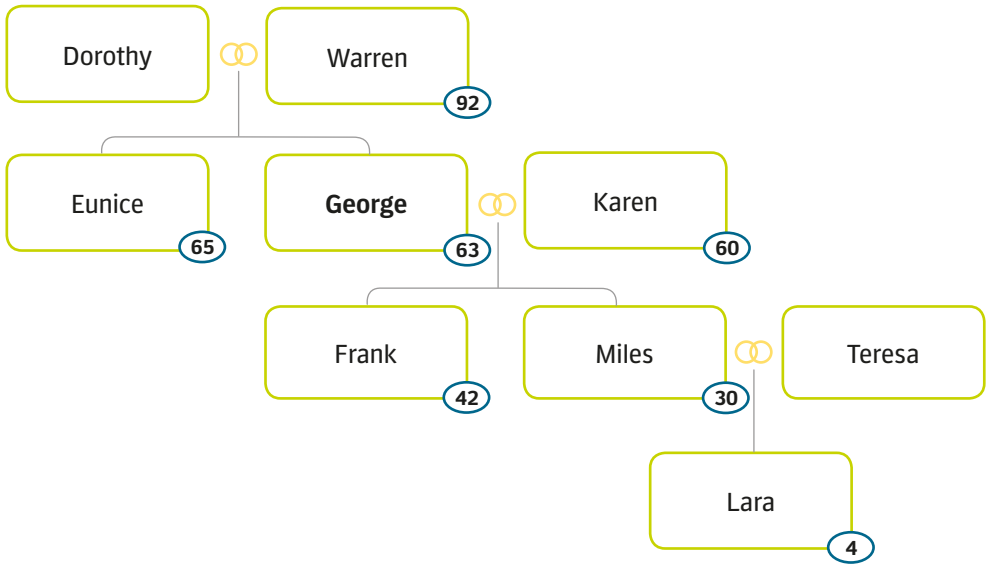 Dorothy
Warren
92
Eunice
65
George
63
Karen
60
Frank
42
Miles
30
Teresa
Lara
4